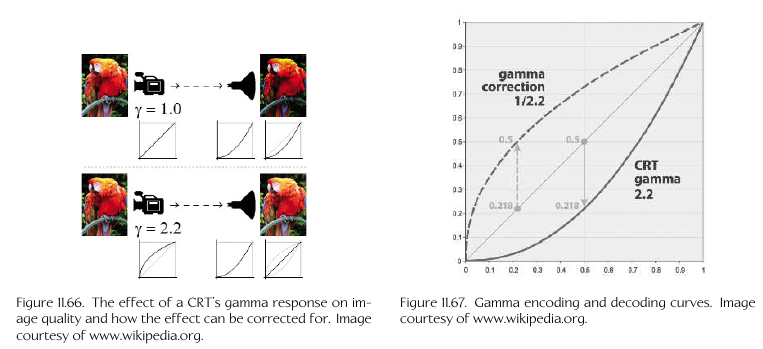 γ = 1.0
γ = 2.2
Figure 11.66. The effect of a CRT's gamma response on im-
age quality and how the effect can be corrected for. Image
courtesy of www.wikipedia.org.
1
0.9
0.8
0.7
0.6
0.5
0.4
0.3
0.2
0.1
0
gamma
correction
1/2.2
0.5
0.5
CRT
gamma
2.2
0.218
0.218
0 0.1 0.2 0.3 0.4 0.5 0.6 0.7 0.8 0.9 1
Figure 11.67. Gamma encoding and decoding curves. Image
courtesy of www.wikipedia.org.